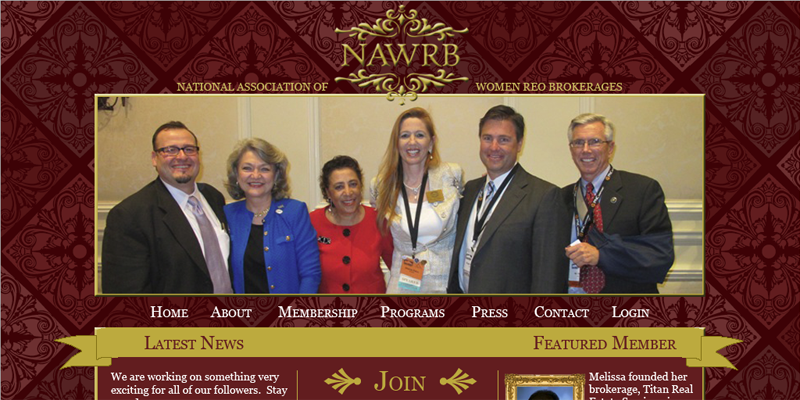 NAWRB
NATIONAL ASSOCIATION OF WOMEN REO BROKERAGES
Home About Membership Programs Press Contact Login
Latest News
Featured Member
We are working on something very
exciting for all of our followers. Stay
Join
Melissa founded her
brokerage, Titan Real